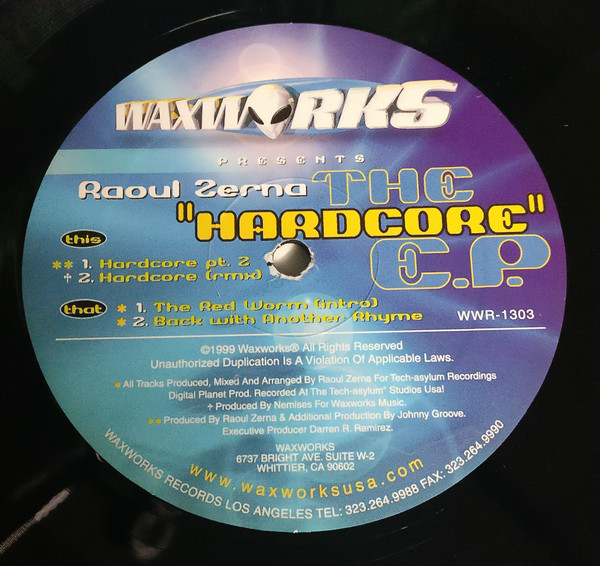 WAXWORKS
PRESENTS
Raoul Zerna THE
"HARDCORE"
E.P.
this
** 1. Hardcore pt. 2
† 2. Hardcore (rmx)
that
* 1. The Red Worm (intro)
* 2. Back with Another Rhyme
WWR-1303
©1999 Waxworks® All Rights Reserved
Unauthorized Duplication Is A Violation Of Applicable Laws.
* All Tracks Produced, Mixed And Arranged By Raoul Zerna For Tech-asylum Recordings
Digital Planet Prod. Recorded At The Tech-asylum® Studios Usa!
† Produced By Nemises For Waxworks Music.
** Produced By Raoul Zerna & Additional Production By Johnny Groove.
Executive Producer Darren R. Ramirez.
WAXWORKS
6737 BRIGHT AVE. SUITE W-2
WHITTIER, CA 90602
www.waxworksusa.com
WAXWORKS RECORDS LOS ANGELES TEL: 323.264.9988 FAX: 323.264.9990